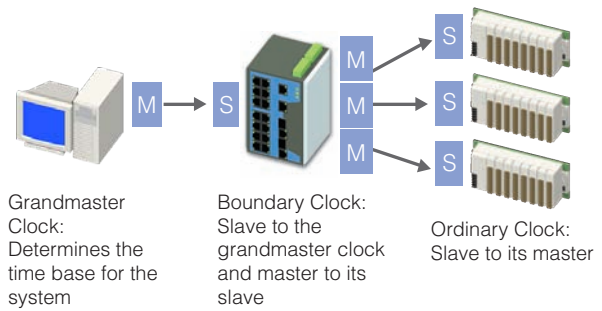 M
S
M
M
M
S
S
S
Grandmaster
Clock:
Determines the
time base for the
system
Boundary Clock:
Slave to the
grandmaster clock
and master to its
slave
Ordinary Clock:
Slave to its master